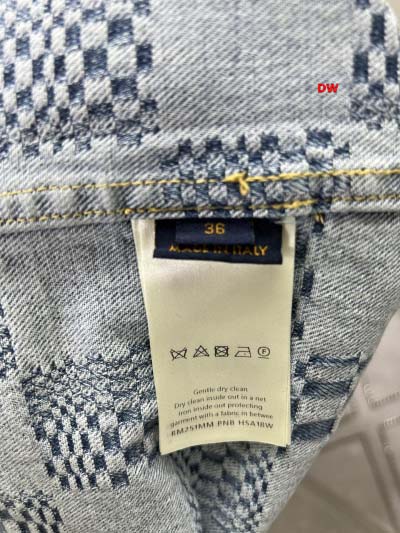 DW
36
MADE IN ITALY
Gentle dry clean
Dry clean inside out in a net
Iron inside out protecting
garment with a fabric in betwee
RM251MM PNB HSA18W